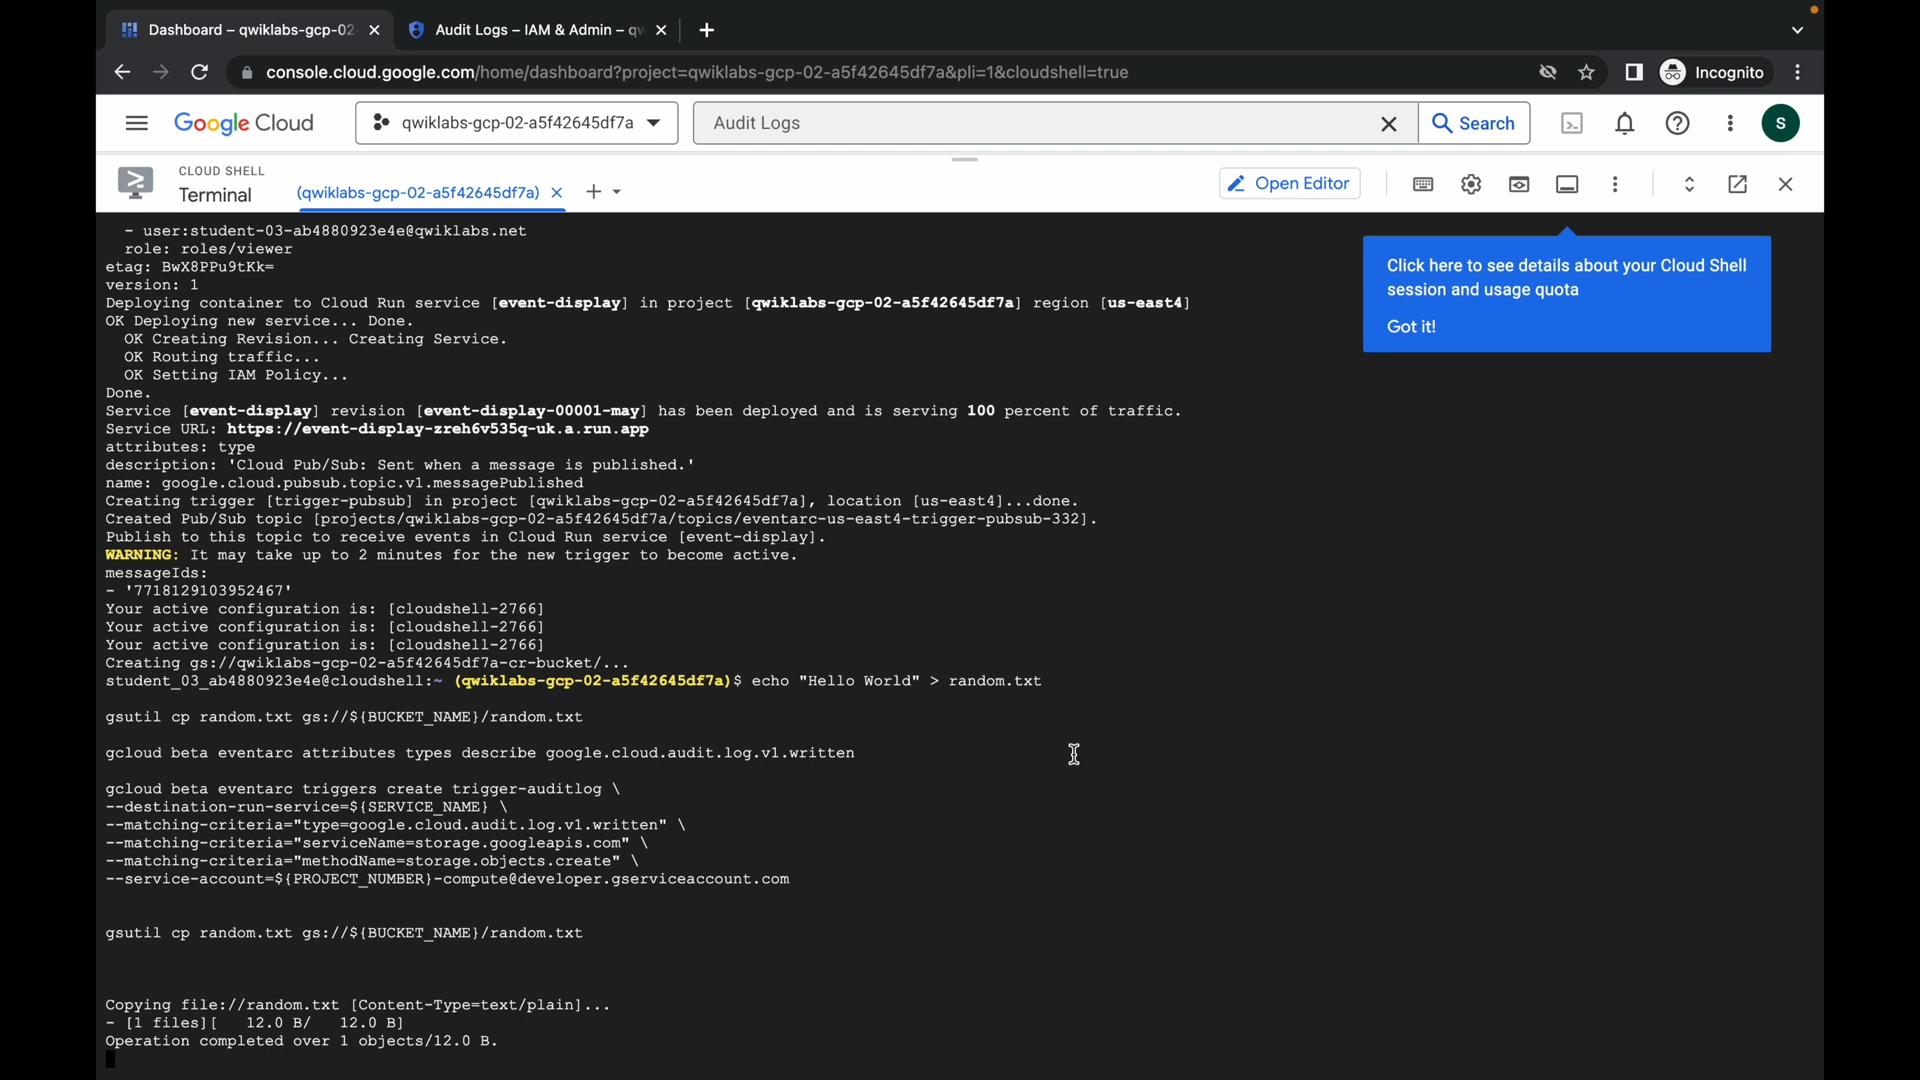 Dashboard – qwiklabs-gcp-02
Audit Logs – IAM & Admin – qw
console.cloud.google.com/home/dashboard?project=qwiklabs-gcp-02-a5f42645df7a&pli=1&cloudshell=true
Incognito
Google Cloud
qwiklabs-gcp-02-a5f42645df7a
Audit Logs
Search
S
CLOUD SHELL
Terminal
(qwiklabs-gcp-02-a5f42645df7a)
Open Editor
Click here to see details about your Cloud Shell
session and usage quota
Got it!
- user:student-03-ab4880923e4e@qwiklabs.net
role: roles/viewer
etag: BwX8PPu9tKk=
version: 1
Deploying container to Cloud Run service [event-display] in project [qwiklabs-gcp-02-a5f42645df7a] region [us-east4]
OK Deploying new service... Done.
OK Creating Revision... Creating Service.
OK Routing traffic...
OK Setting IAM Policy...
Done.
Service [event-display] revision [event-display-00001-may] has been deployed and is serving 100 percent of traffic.
Service URL: https://event-display-zreh6v535q-uk.a.run.app
attributes: type
description: 'Cloud Pub/Sub: Sent when a message is published.'
name: google.cloud.pubsub.topic.v1.messagePublished
Creating trigger [trigger-pubsub] in project [qwiklabs-gcp-02-a5f42645df7a], location [us-east4]...done.
Created Pub/Sub topic [projects/qwiklabs-gcp-02-a5f42645df7a/topics/eventarc-us-east4-trigger-pubsub-332].
Publish to this topic to receive events in Cloud Run service [event-display].
WARNING: It may take up to 2 minutes for the new trigger to become active.
messageIds:
- '7718129103952467'
Your active configuration is: [cloudshell-2766]
Your active configuration is: [cloudshell-2766]
Your active configuration is: [cloudshell-2766]
Creating gs://qwiklabs-gcp-02-a5f42645df7a-cr-bucket/...
student_03_ab4880923e4e@cloudshell:~ (qwiklabs-gcp-02-a5f42645df7a)$ echo "Hello World" > random.txt
gsutil cp random.txt gs://${BUCKET_NAME}/random.txt
gcloud beta eventarc attributes types describe google.cloud.audit.log.v1.written
gcloud beta eventarc triggers create trigger-auditlog \
--destination-run-service=${SERVICE_NAME} \
--matching-criteria="type=google.cloud.audit.log.v1.written" \
--matching-criteria="serviceName=storage.googleapis.com" \
--matching-criteria="methodName=storage.objects.create" \
--service-account=${PROJECT_NUMBER}-compute@developer.gserviceaccount.com
gsutil cp random.txt gs://${BUCKET_NAME}/random.txt
Copying file://random.txt [Content-Type=text/plain]...
- [1 files][   12.0 B/   12.0 B]
Operation completed over 1 objects/12.0 B.